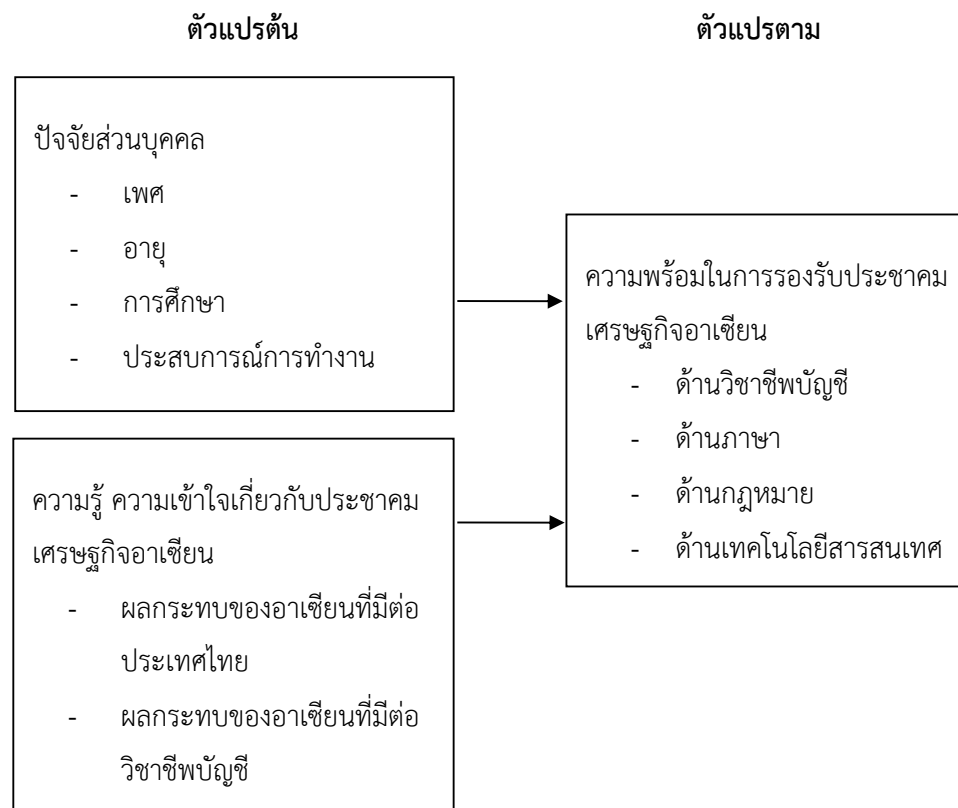 ตัวแปรต้น
ตัวแปรตาม
ปัจจัยส่วนบุคคล
- เพศ
- อายุ
- การศึกษา
- ประสบการณ์การทำงาน
ความรู้ ความเข้าใจเกี่ยวกับประชาคม
เศรษฐกิจอาเซียน
- ผลกระทบของอาเซียนที่มีต่อ
ประเทศไทย
- ผลกระทบของอาเซียนที่มีต่อ
วิชาชีพบัญชี
ความพร้อมในการรองรับประชาคม
เศรษฐกิจอาเซียน
- ด้านวิชาชีพบัญชี
- ด้านภาษา
- ด้านกฎหมาย
- ด้านเทคโนโลยีสารสนเทศ